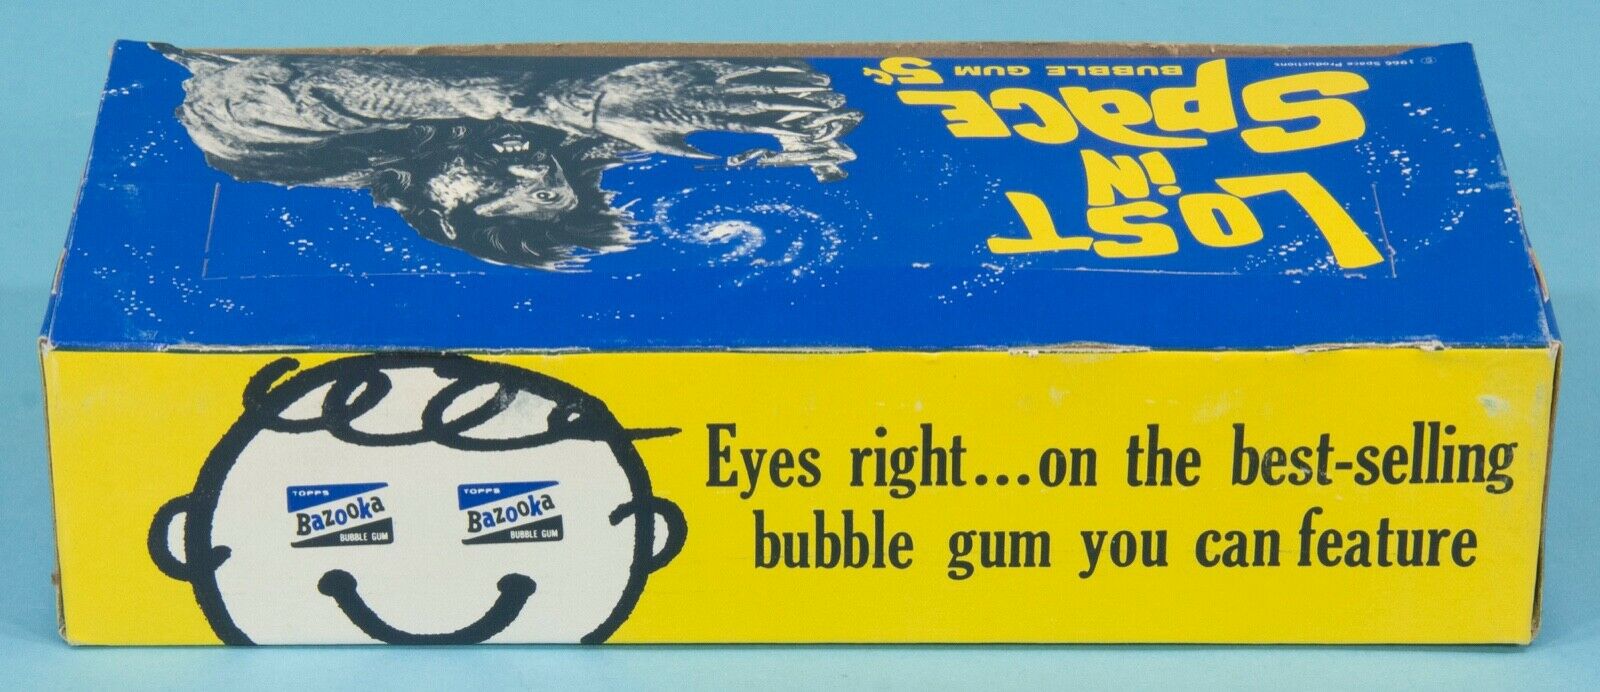 LOST
iN
SPACE
BUBBLE GUM 5¢
© 1966 Space Productions
TOPPS
Bazooka
BUBBLE GUM
TOPPS
Bazooka
BUBBLE GUM
Eyes right...on the best-selling
bubble gum you can feature